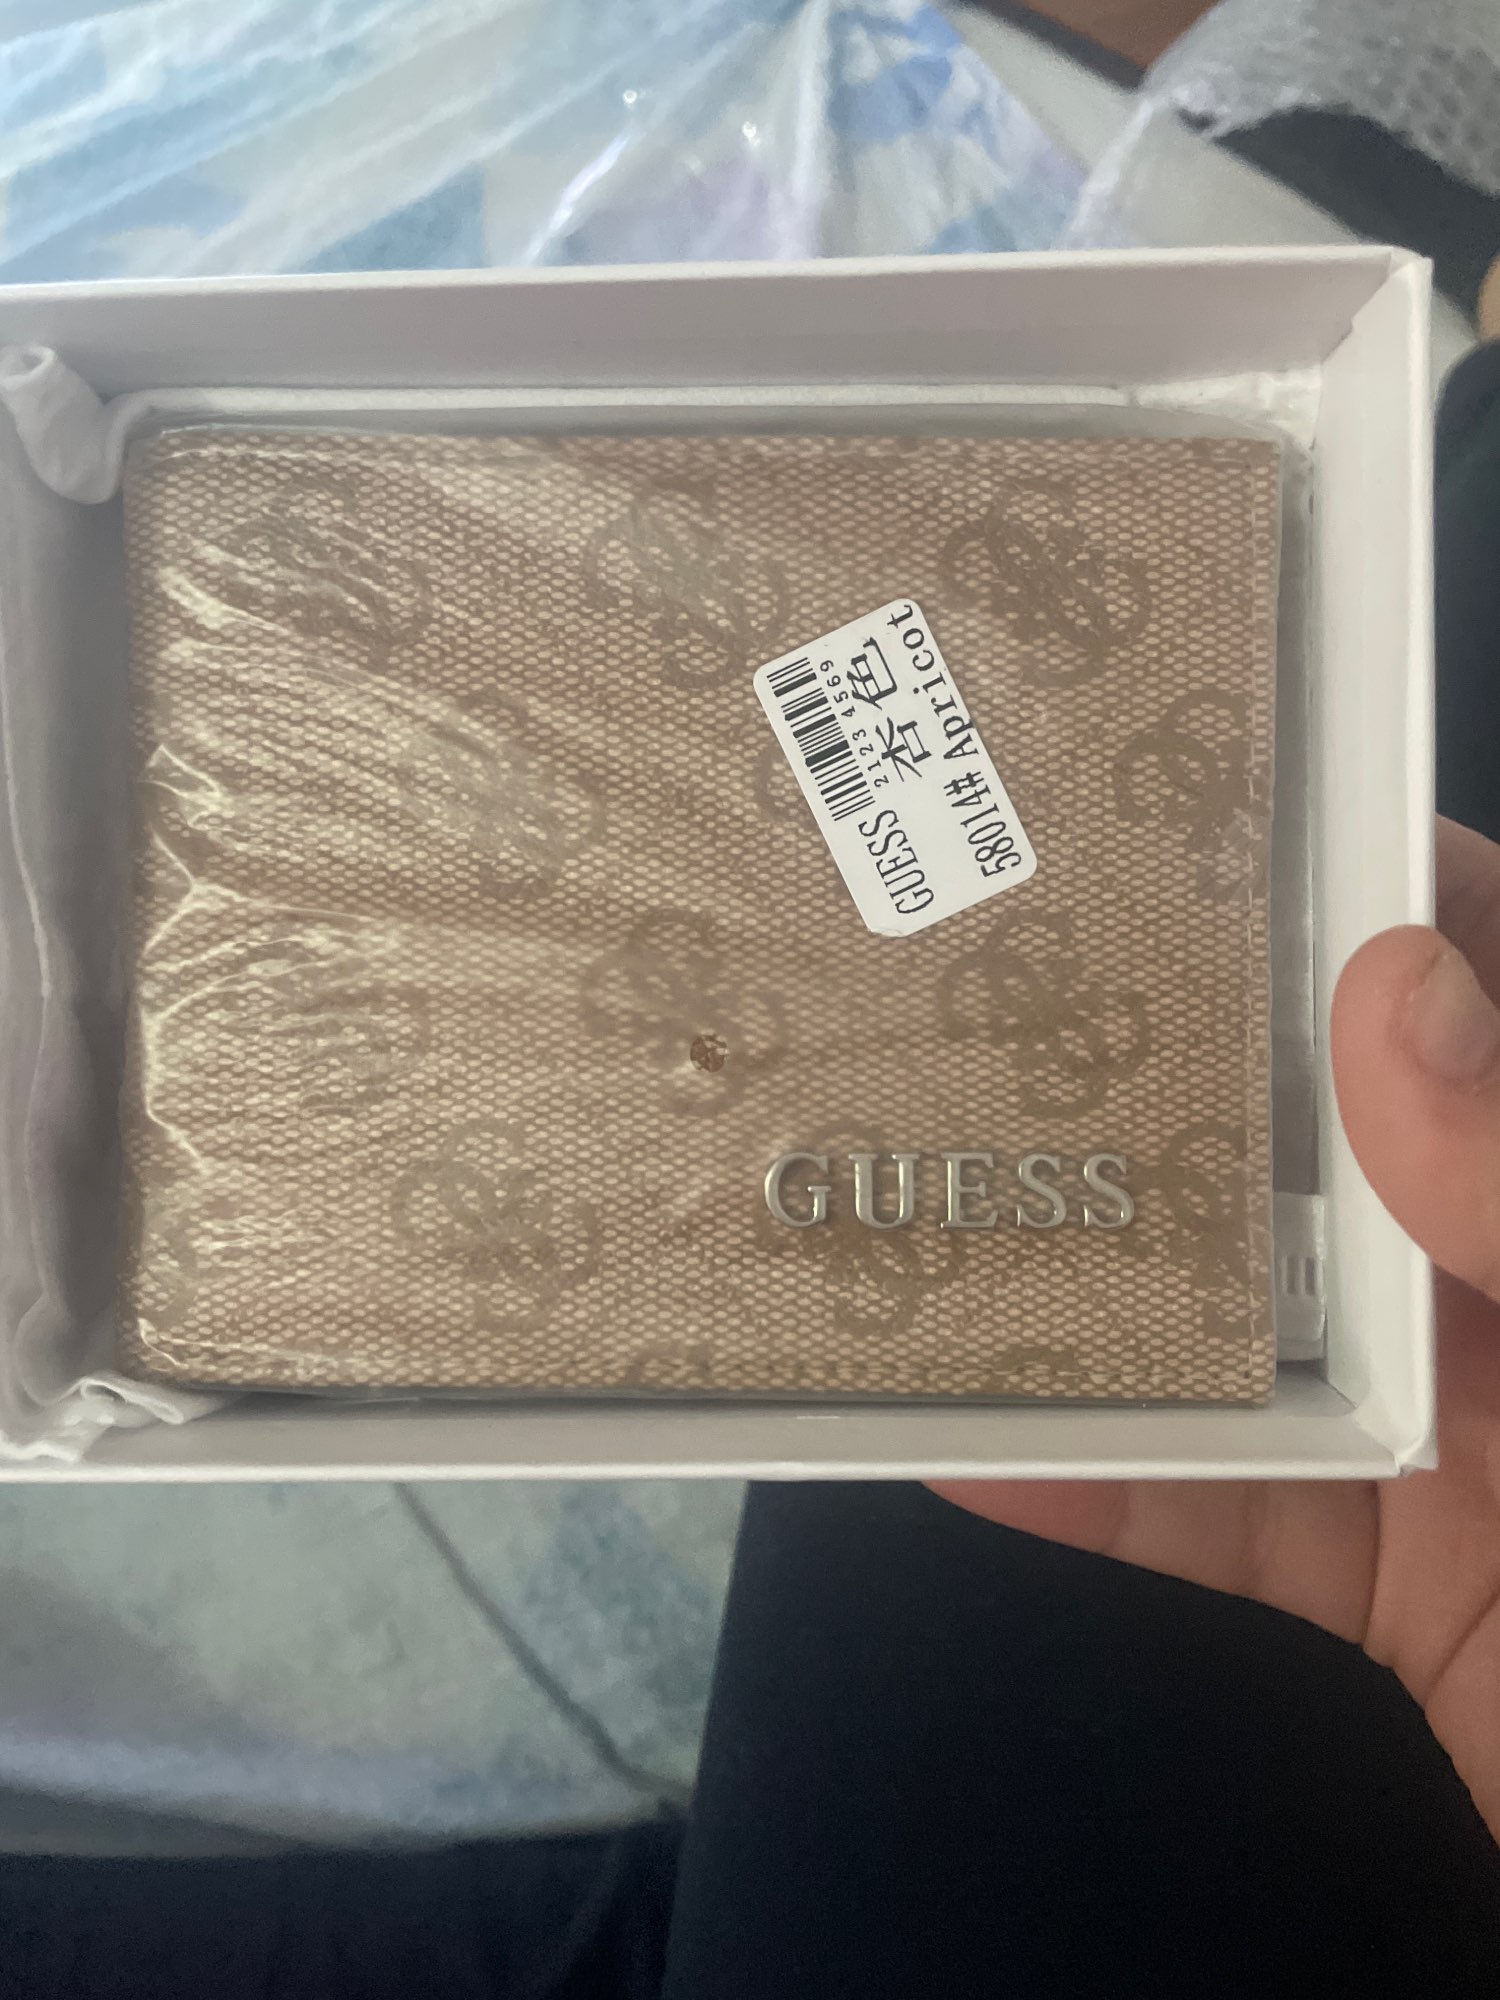 GUESS
2123 4569
杏色
58014# Apricot
GUESS